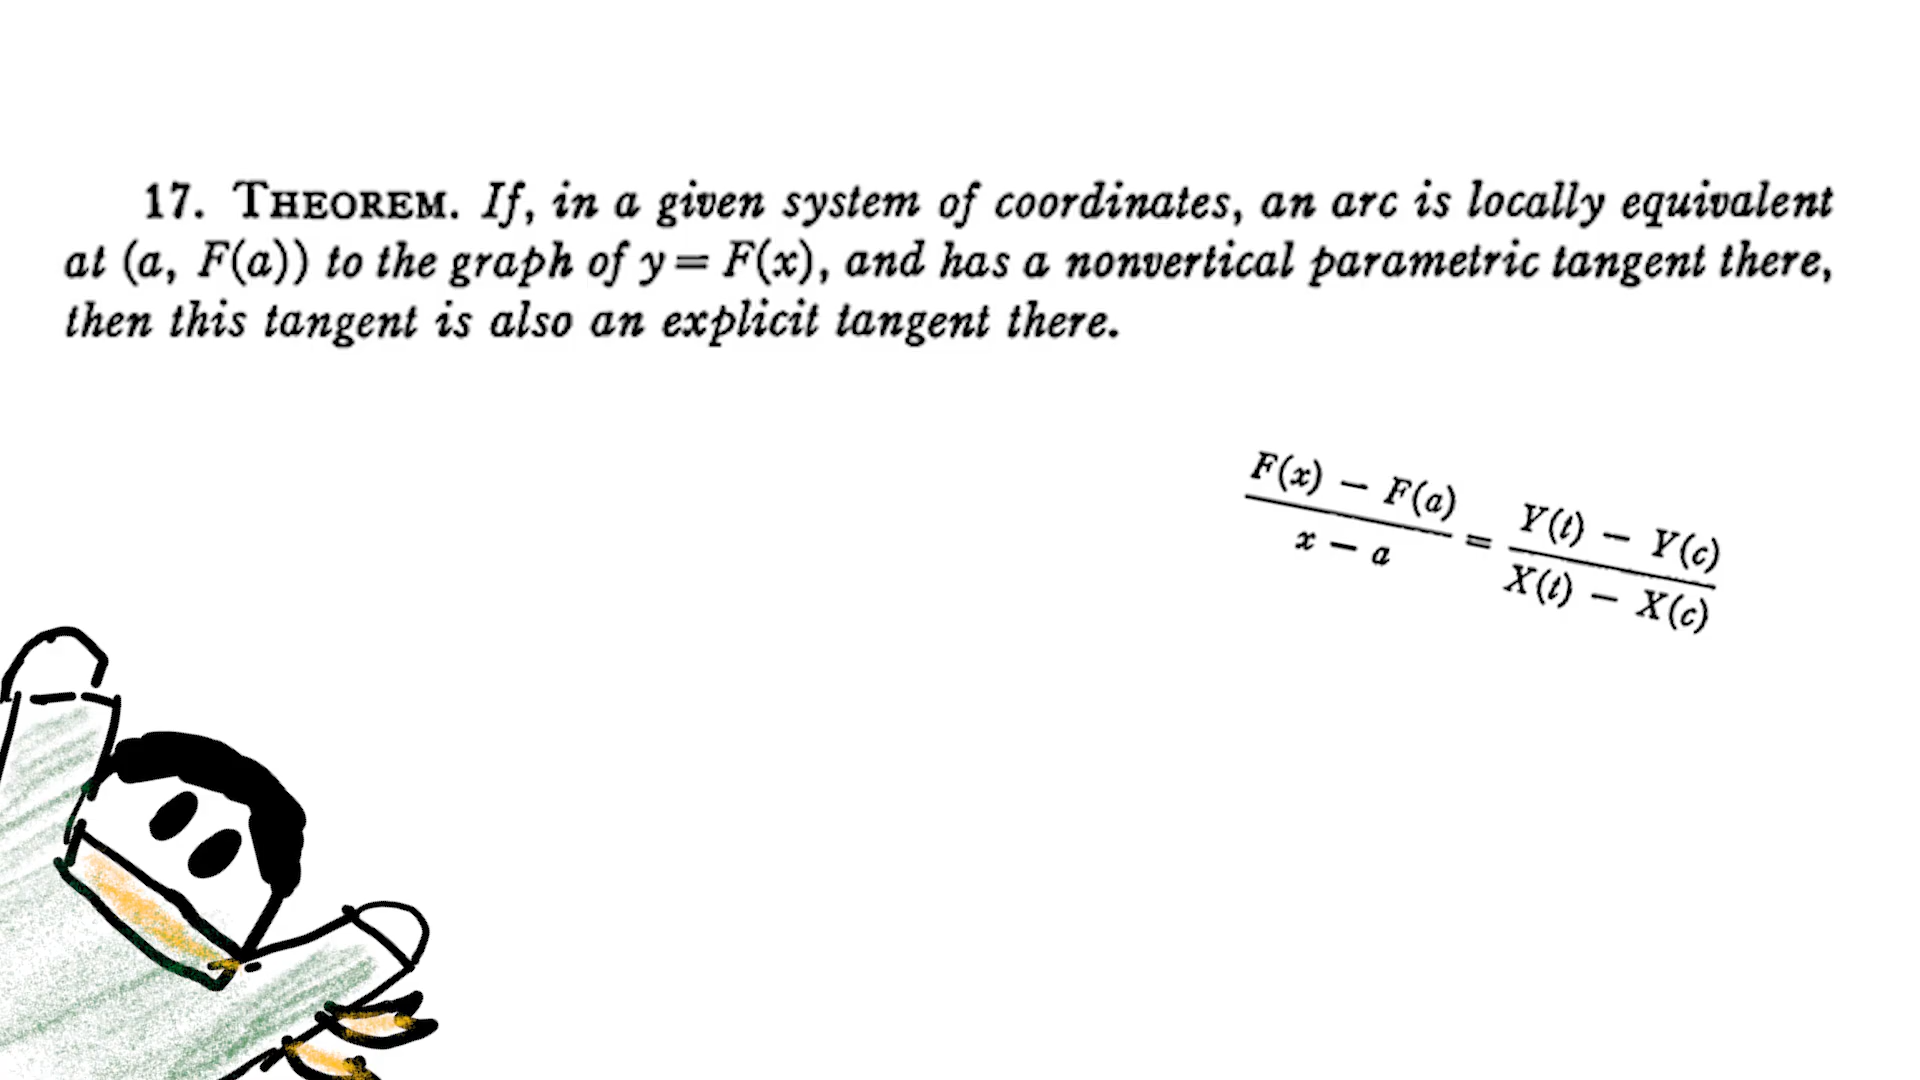 17. THEOREM. If, in a given system of coordinates, an arc is locally equivalent
at (a, F(a)) to the graph of y = F(x), and has a nonvertical parametric tangent there,
then this tangent is also an explicit tangent there.
F(x) − F(a) / x − a = Y(t) − Y(c) / X(t) − X(c)